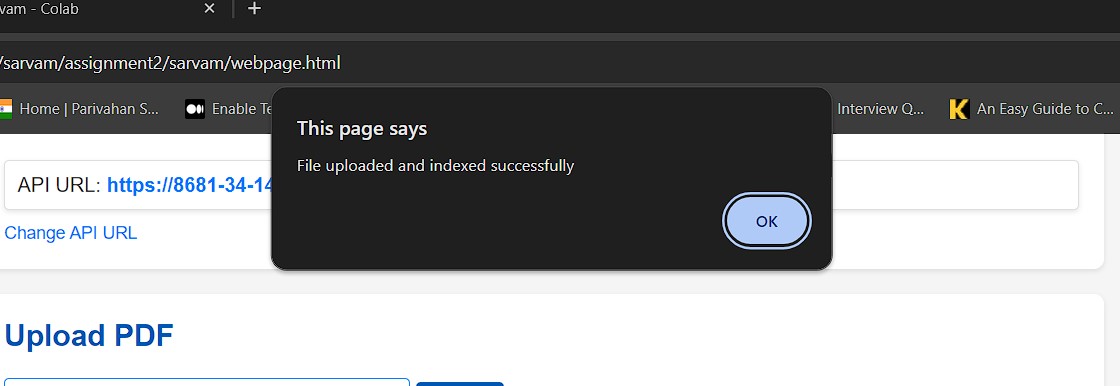 vam - Colab
/sarvam/assignment2/sarvam/webpage.html
Home | Parivahan S...
Enable Te
Interview Q...
An Easy Guide to C...
This page says
File uploaded and indexed successfully
OK
API URL: https://8681-34-14
Change API URL
Upload PDF